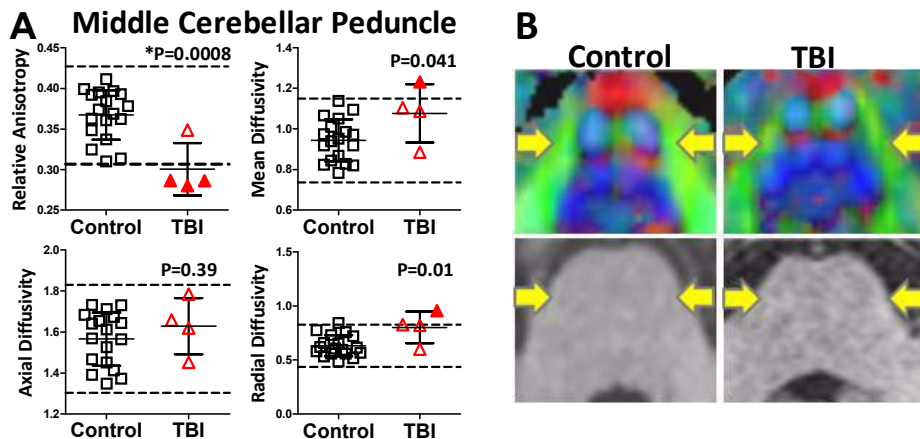 A Middle Cerebellar Peduncle
Relative Anisotropy
0.45
0.40
0.35
0.30
0.25
*P=0.0008
Control TBI
Mean Diffusivity
1.4
1.2
1.0
0.8
0.6
P=0.041
Control TBI
Axial Diffusivity
1.8
1.6
1.4
1.2
P=0.39
Control TBI
Radial Diffusivity
1.5
1.0
0.5
0.0
P=0.01
Control TBI
B
Control TBI